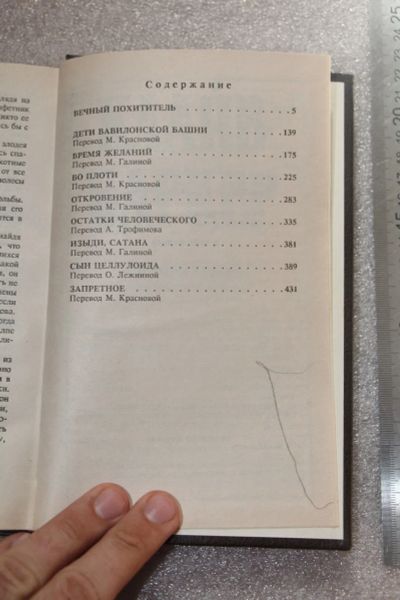 Содержание
ВЕЧНЫЙ ПОХИТИТЕЛЬ . . . . . . . . . . . . 5
ДЕТИ ВАВИЛОНСКОЙ БАШНИ . . . . . . . . . 139
Перевод М. Красновой
ВРЕМЯ ЖЕЛАНИЙ . . . . . . . . . . . . . . . 175
Перевод М. Галиной
ВО ПЛОТИ . . . . . . . . . . . . . . . . . . 225
Перевод М. Красновой
ОТКРОВЕНИЕ . . . . . . . . . . . . . . . . . 283
Перевод М. Галиной
ОСТАТКИ ЧЕЛОВЕЧЕСКОГО . . . . . . . . . . 335
Перевод А. Трофимова
ИЗЫДИ, САТАНА . . . . . . . . . . . . . . . 381
Перевод М. Галиной
СЫН ЦЕЛЛУЛОИДА . . . . . . . . . . . . . . 389
Перевод О. Лежниной
ЗАПРЕТНОЕ . . . . . . . . . . . . . . . . . . 431
Перевод М. Красновой